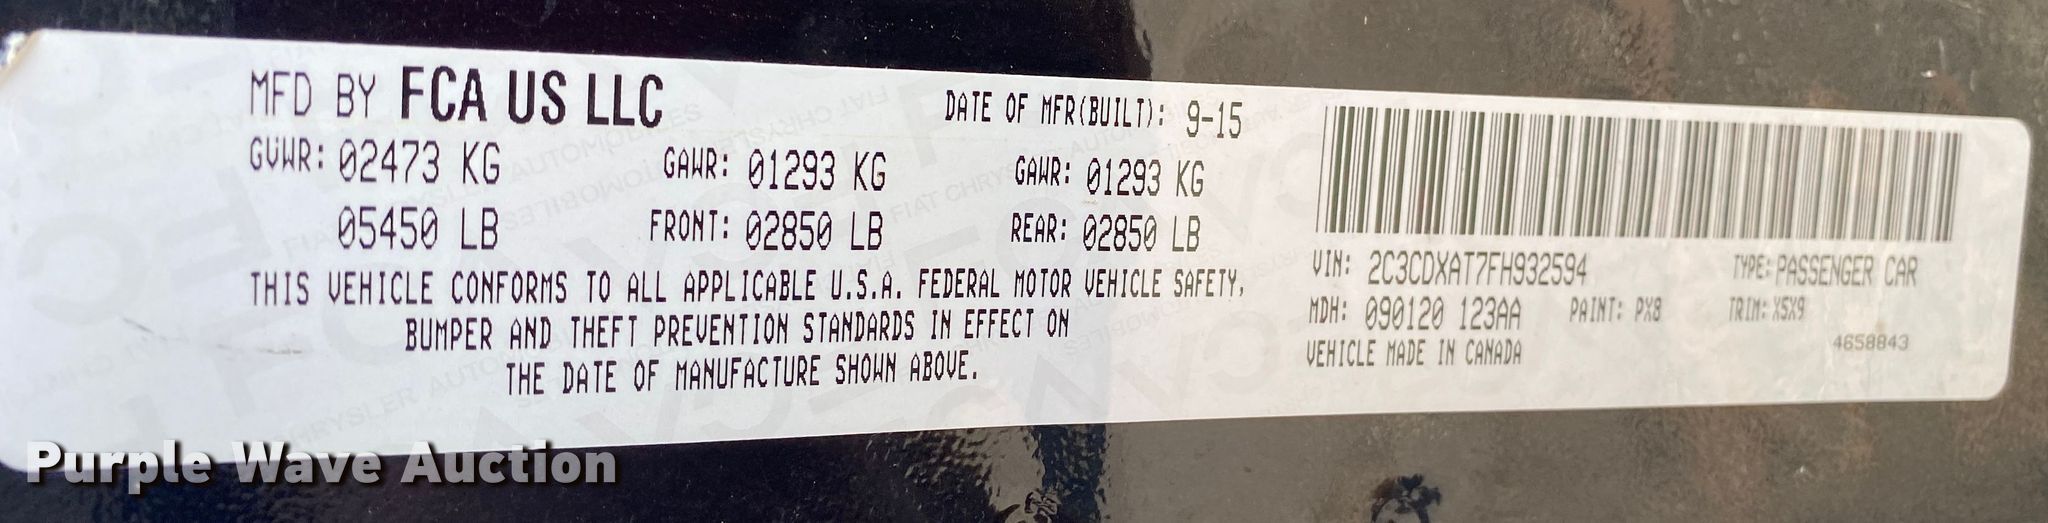 MFD BY FCA US LLC
DATE OF MFR(BUILT): 9-15
GVWR: 02473 KG
GAWR: 01293 KG
GAWR: 01293 KG
05450 LB
FRONT: 02850 LB
REAR: 02850 LB
THIS VEHICLE CONFORMS TO ALL APPLICABLE U.S.A. FEDERAL MOTOR VEHICLE SAFETY,
BUMPER AND THEFT PREVENTION STANDARDS IN EFFECT ON
THE DATE OF MANUFACTURE SHOWN ABOVE.
VIN: 2C3CDXAT7FH932594
TYPE: PASSENGER CAR
MDH: 090120 123AA
PAINT: PX8
TRIM: X5X9
VEHICLE MADE IN CANADA
4658843
Purple Wave Auction